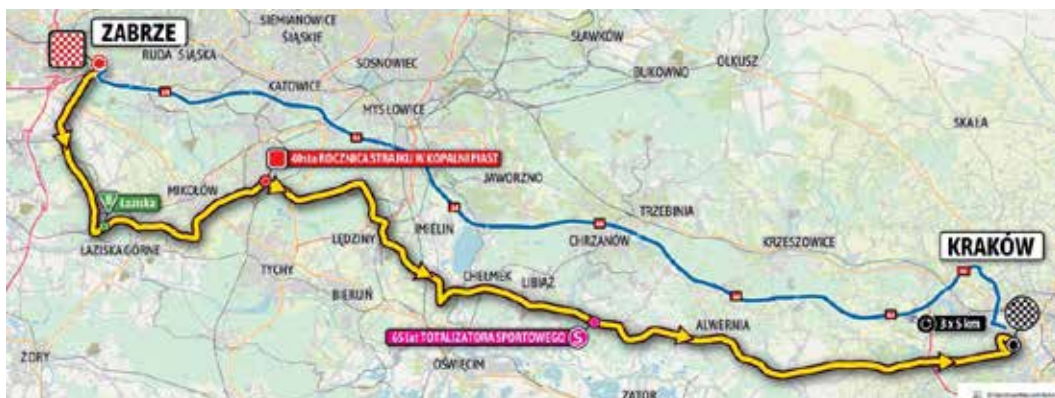 ZABRZE
SIEMIANOWICE
ŚLĄSKIE
RUDA ŚLĄSKA
SOSNOWIEC
SŁAWKÓW
BUKOWNO
OLKUSZ
KATOWICE
MYSŁOWICE
SKAŁA
40sta ROCZNICA STRAJKU W KOPALNI PIAST
MIKOŁÓW
JAWORZNO
Łaziska
TRZEBINIA
ŁAZISKA GÓRNE
LĘDZINY
IMIELIN
CHRZANÓW
KRZESZOWICE
KRAKÓW
TYCHY
CHEŁMEK
LIBIĄŻ
BIERUŃ
3 x 5 km
ALWERNIA
65 lat TOTALIZATORA SPORTOWEGO
S
ŻORY
OŚWIĘCIM
ZATOR